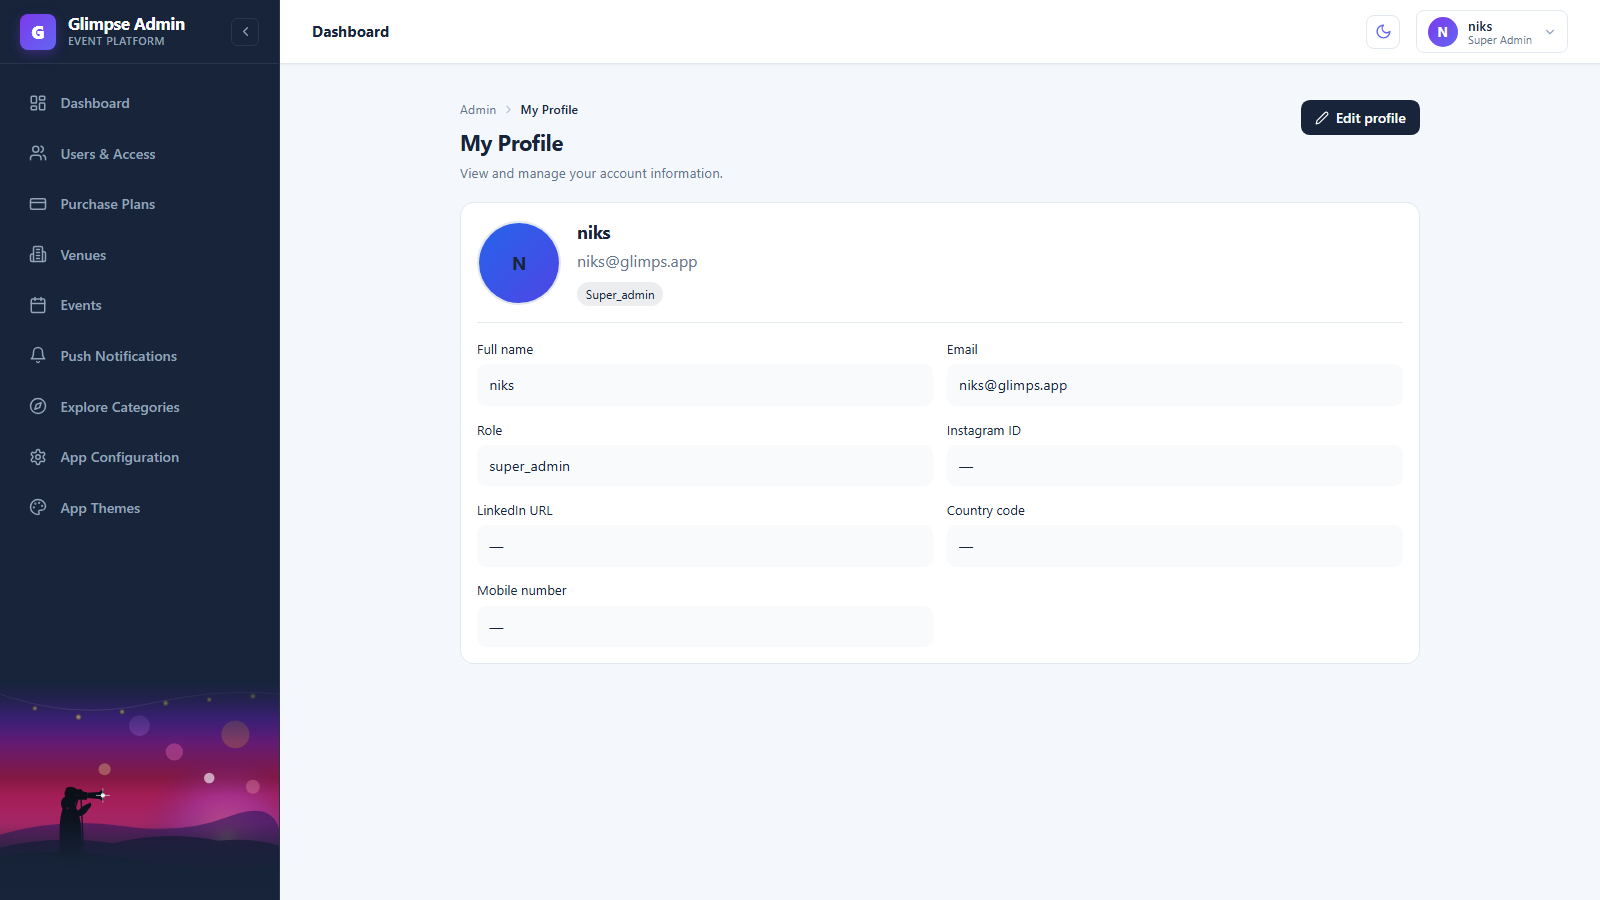 G
Glimpse Admin
EVENT PLATFORM
Dashboard
Users & Access
Purchase Plans
Venues
Events
Push Notifications
Explore Categories
App Configuration
App Themes
Dashboard
N
niks
Super Admin
Admin
My Profile
Edit profile
My Profile
View and manage your account information.
N
niks
niks@glimps.app
Super_admin
Full name
niks
Email
niks@glimps.app
Role
super_admin
Instagram ID
—
LinkedIn URL
—
Country code
—
Mobile number
—